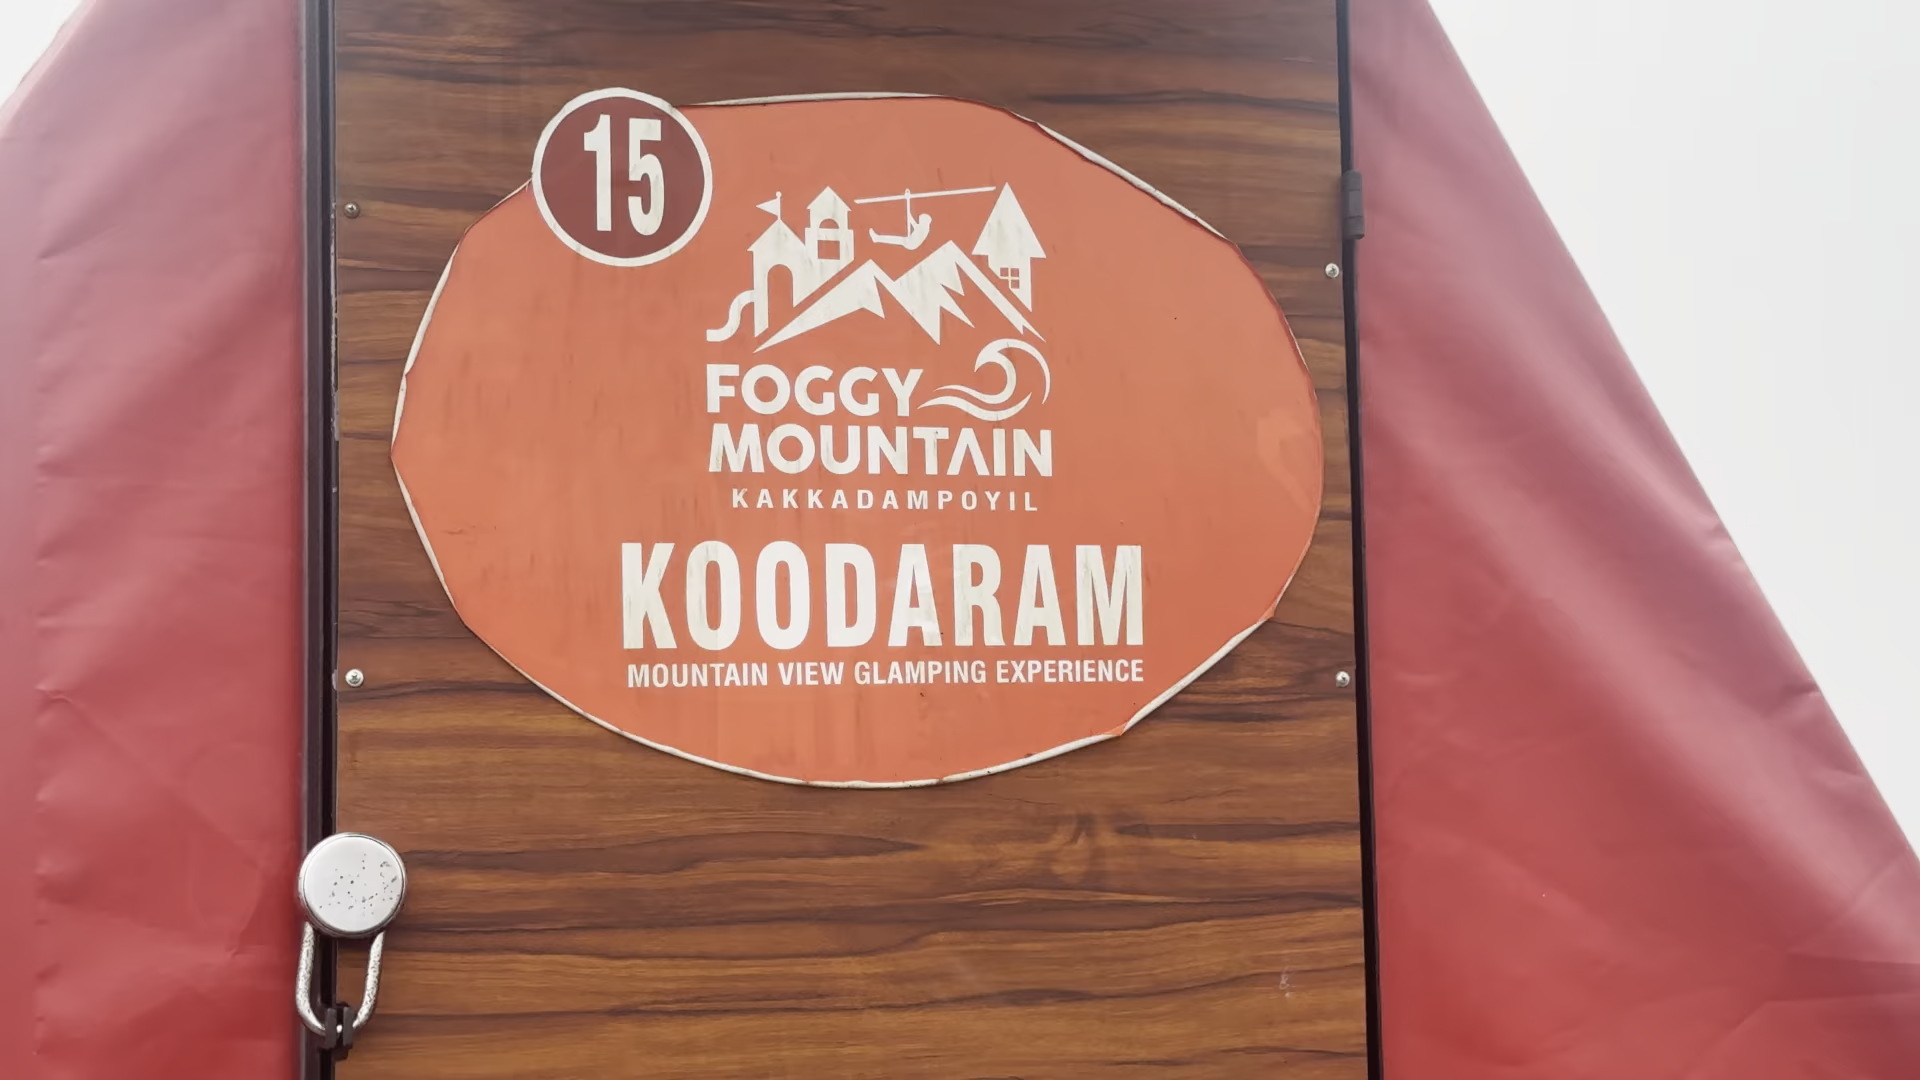 15
FOGGY
MOUNTAIN
KAKKADAMPOYIL
KOODARAM
MOUNTAIN VIEW GLAMPING EXPERIENCE